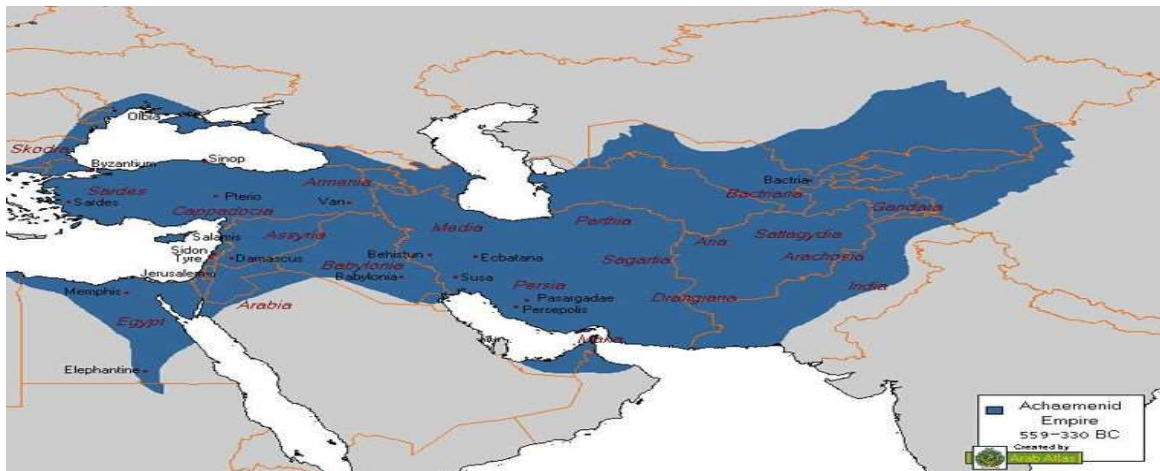 Olbia
Skodra
Byzantium
Sinop
Sardes
Sardes
Pterio
Armenia
Van
Cappadocia
Bactria
Bactriana
Gandara
Salamis
Assyria
Media
Parthia
Aria
Sattagydia
Sidon
Tyre
Damascus
Behistun
Ecbatana
Sagartia
Arachosia
Jerusalem
Babylonia
Babylonia
Susa
Persia
India
Memphis
Arabia
Pasargadae
Persepolis
Drangiana
Egypt
Maka
Elephantine
Achaemenid
Empire
559-330 BC
Created by
Arab Atlas